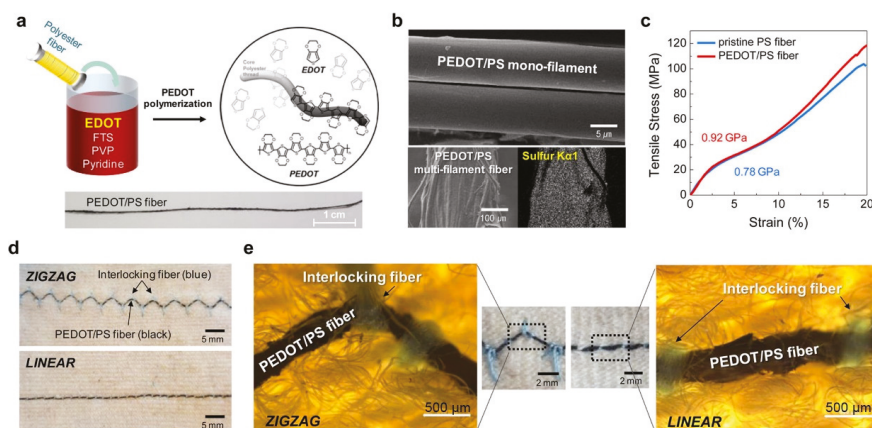 a
Polyester
fiber
EDOT
FTS
PVP
Pyridine
PEDOT
polymerization
EDOT
Core Polyester
thread
PEDOT
PEDOT/PS fiber
1 cm
b
PEDOT/PS mono-filament
5 µm
PEDOT/PS
multi-filament fiber
100 µm
Sulfur Kα1
c
pristine PS fiber
PEDOT/PS fiber
Tensile Stress (MPa)
120
100
80
60
40
20
0
0.92 GPa
0.78 GPa
0
5
10
15
20
Strain (%)
d
ZIGZAG
Interlocking fiber (blue)
PEDOT/PS fiber (black)
5 mm
LINEAR
5 mm
e
Interlocking fiber
PEDOT/PS fiber
500 µm
ZIGZAG
2 mm
2 mm
Interlocking fiber
PEDOT/PS fiber
500 µm
LINEAR